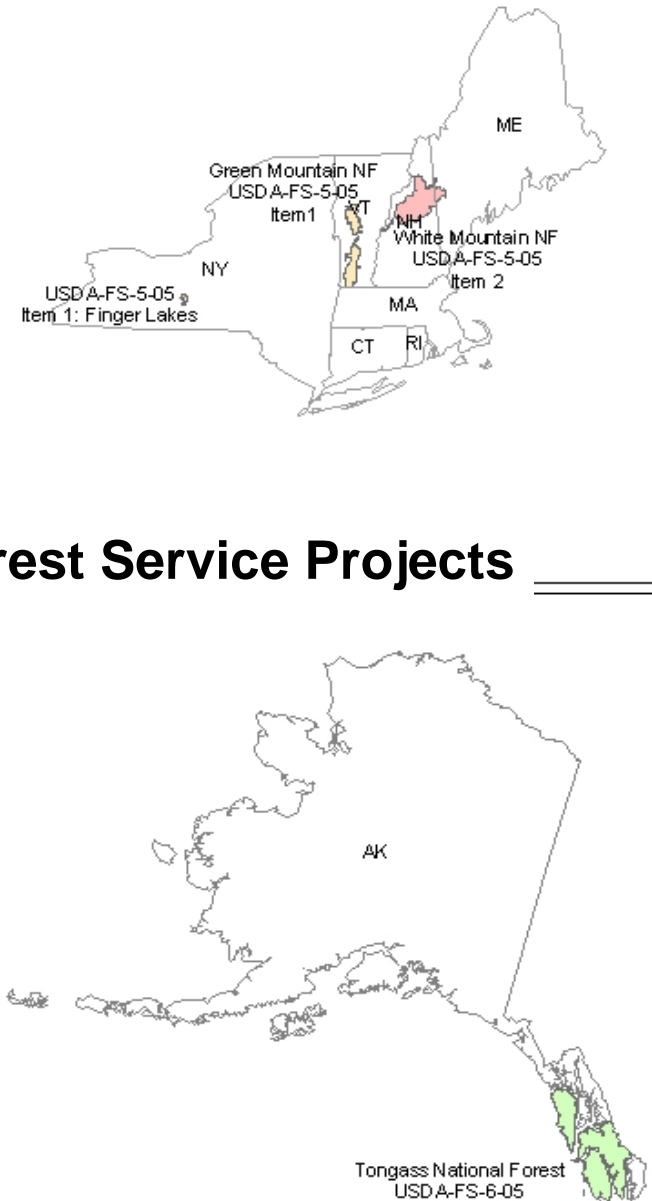 ME
Green Mountain NF
USDA-FS-5-05
Item1
VT
NH
White Mountain NF
USDA-FS-5-05
Item 2
NY
USDA-FS-5-05
Item 1: Finger Lakes
MA
CT
RI
rest Service Projects
AK
Tongass National Forest
USDA-FS-6-05